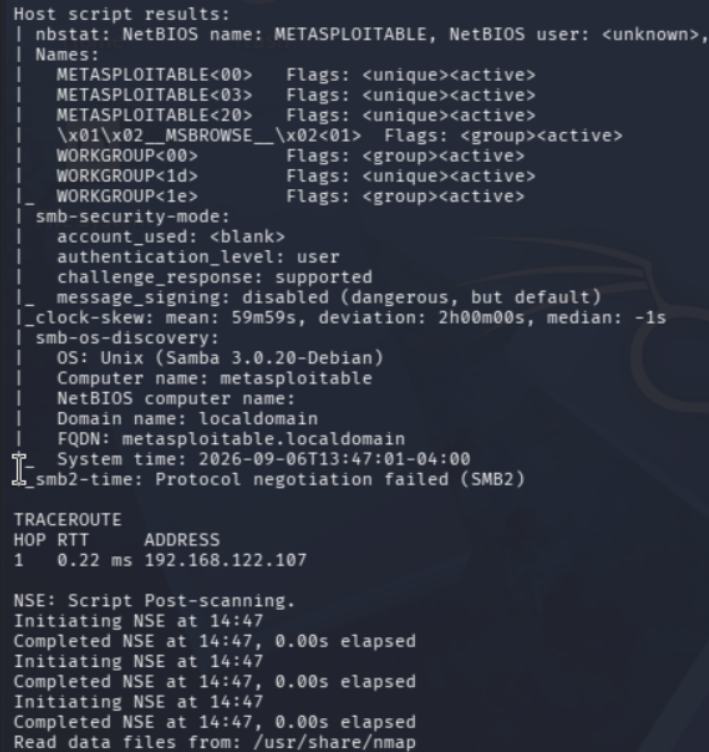 Host script results:
| nbstat: NetBIOS name: METASPLOITABLE, NetBIOS user: <unknown>,
| Names:
|   METASPLOITABLE<00>   Flags: <unique><active>
|   METASPLOITABLE<03>   Flags: <unique><active>
|   METASPLOITABLE<20>   Flags: <unique><active>
|   \x01\x02__MSBROWSE__\x02<01>  Flags: <group><active>
|   WORKGROUP<00>        Flags: <group><active>
|   WORKGROUP<1d>        Flags: <unique><active>
|_  WORKGROUP<1e>        Flags: <group><active>
| smb-security-mode:
|   account_used: <blank>
|   authentication_level: user
|   challenge_response: supported
|_  message_signing: disabled (dangerous, but default)
|_clock-skew: mean: 59m59s, deviation: 2h00m00s, median: -1s
| smb-os-discovery:
|   OS: Unix (Samba 3.0.20-Debian)
|   Computer name: metasploitable
|   NetBIOS computer name:
|   Domain name: localdomain
|   FQDN: metasploitable.localdomain
|_  System time: 2026-09-06T13:47:01-04:00
|_smb2-time: Protocol negotiation failed (SMB2)
TRACEROUTE
HOP RTT     ADDRESS
1   0.22 ms 192.168.122.107
NSE: Script Post-scanning.
Initiating NSE at 14:47
Completed NSE at 14:47, 0.00s elapsed
Initiating NSE at 14:47
Completed NSE at 14:47, 0.00s elapsed
Initiating NSE at 14:47
Completed NSE at 14:47, 0.00s elapsed
Read data files from: /usr/share/nmap